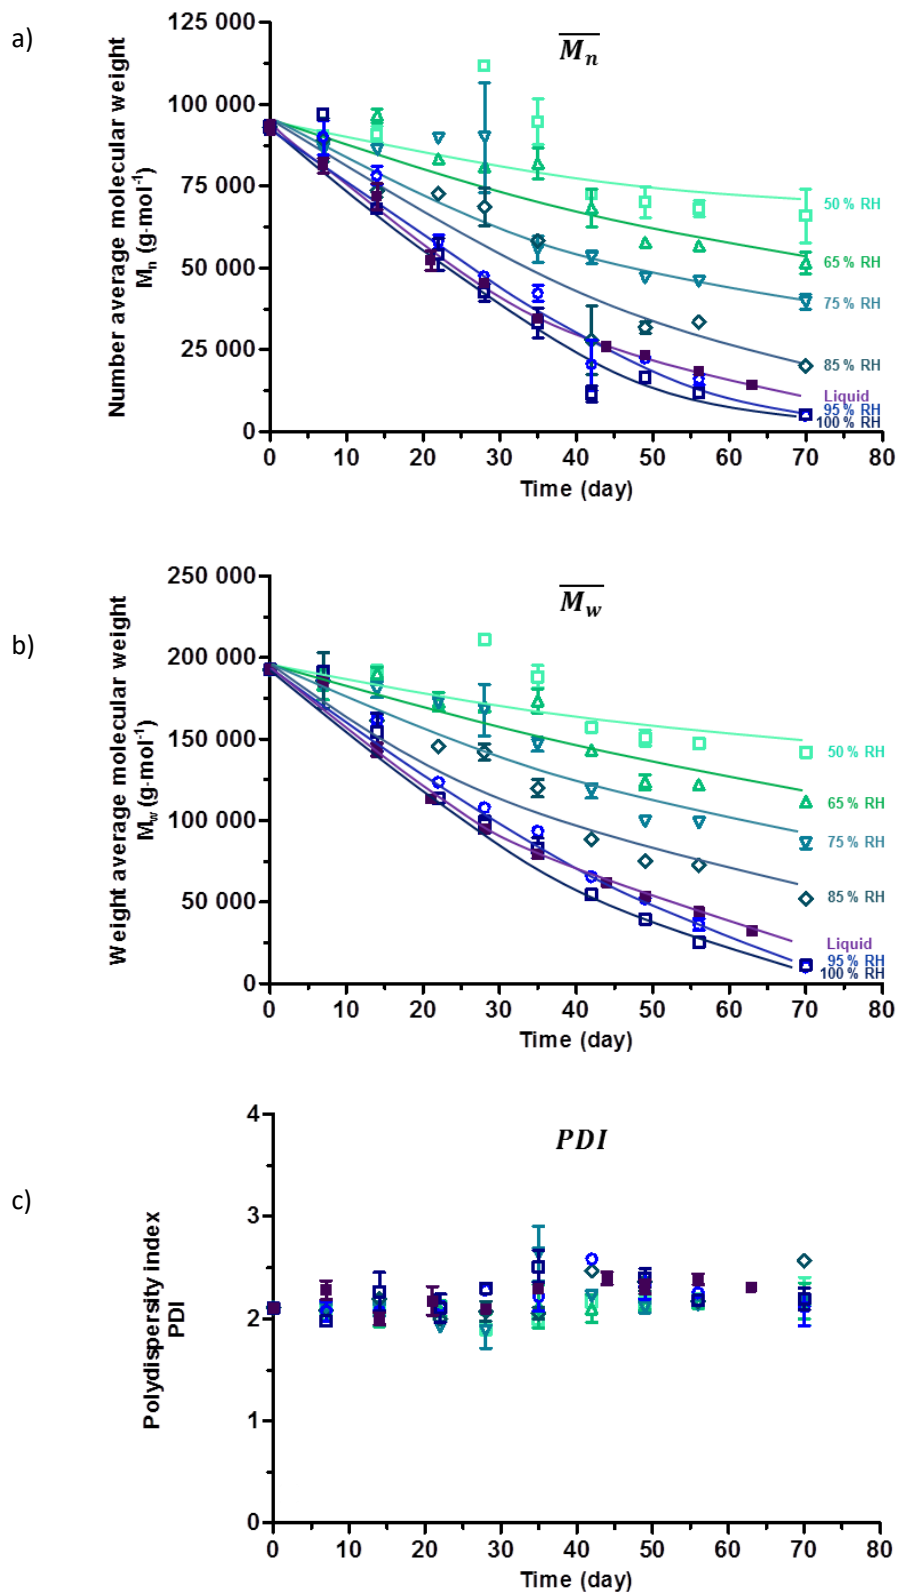 a)
Number average molecular weight
Mn (g·mol-1)
125 000
100 000
75 000
50 000
25 000
0
Mn
50 % RH
65 % RH
75 % RH
85 % RH
Liquid
95 % RH
100 % RH
0 10 20 30 40 50 60 70 80
Time (day)
b)
Weight average molecular weight
Mw (g·mol-1)
250 000
200 000
150 000
100 000
50 000
0
Mw
50 % RH
65 % RH
75 % RH
85 % RH
Liquid
95 % RH
100 % RH
0 10 20 30 40 50 60 70 80
Time (day)
c)
Polydispersity index
PDI
4
3
2
1
0
PDI
0 10 20 30 40 50 60 70 80
Time (day)